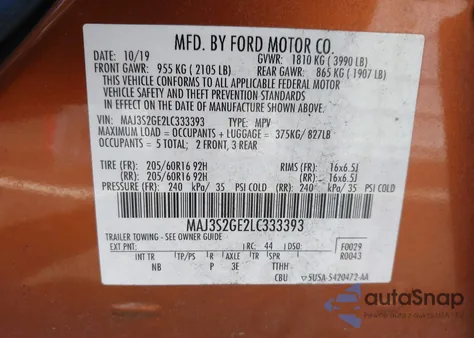 MFD. BY FORD MOTOR CO.
DATE: 10/19 GVWR: 1810 KG ( 3990 LB)
FRONT GAWR: 955 KG ( 2105 LB) REAR GAWR: 865 KG ( 1907 LB)
THIS VEHICLE CONFORMS TO ALL APPLICABLE FEDERAL MOTOR
VEHICLE SAFETY STANDARDS
IN EFFECT ON THE DATE OF MANUFACTURE SHOWN ABOVE.
VIN: MAJ3S2GE2LC333393 TYPE: MPV
MAXIMUM LOAD = OCCUPANTS + LUGGAGE = 375KG/ 827LB
OCCUPANTS = 5 TOTAL; 2 FRONT, 3 REAR
TIRE (FR): 205/60R16 92H RIMS (FR): 16x6.5J
(RR): 205/60R16 92H (RR): 16x6.5J
PRESSURE (FR): 240 kPa/ 35 PSI COLD (RR): 240 kPa/ 35 PSI COLD
MAJ3S2GE2LC333393
TRAILER TOWING - SEE OWNER GUIDE
EXT PNT: RC: 44 DSO: F0029
INT TR TP/PS R AXLE TR SPR R0043
NB P 3E TTHH
CBU 5USA-S420472-AA
autoSnap